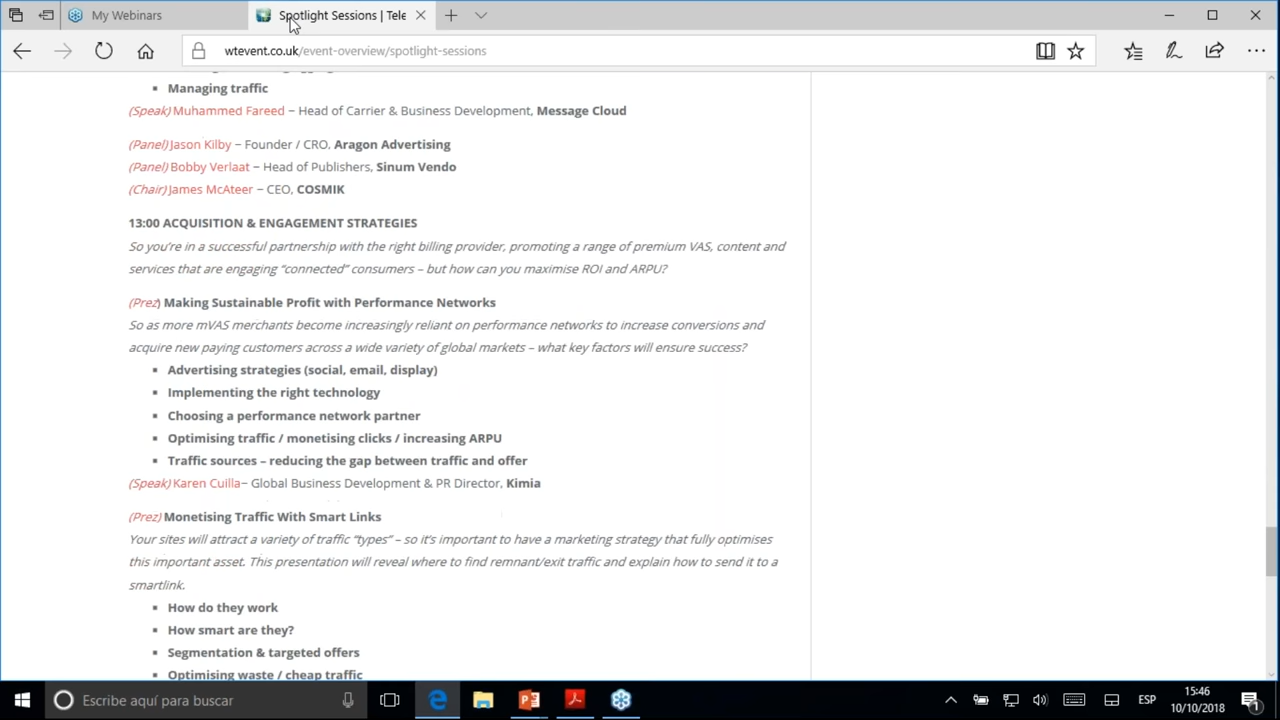 My Webinars
Spotlight Sessions | Tele
wtevent.co.uk/event-overview/spotlight-sessions
Managing traffic
(Speak) Muhammed Fareed – Head of Carrier & Business Development, Message Cloud
(Panel) Jason Kilby – Founder / CRO, Aragon Advertising
(Panel) Bobby Verlaat – Head of Publishers, Sinum Vendo
(Chair) James McAteer – CEO, COSMIK
13:00 ACQUISITION & ENGAGEMENT STRATEGIES
So you're in a successful partnership with the right billing provider, promoting a range of premium VAS, content and
services that are engaging “connected” consumers – but how can you maximise ROI and ARPU?
(Prez) Making Sustainable Profit with Performance Networks
So as more mVAS merchants become increasingly reliant on performance networks to increase conversions and
acquire new paying customers across a wide variety of global markets – what key factors will ensure success?
Advertising strategies (social, email, display)
Implementing the right technology
Choosing a performance network partner
Optimising traffic / monetising clicks / increasing ARPU
Traffic sources – reducing the gap between traffic and offer
(Speak) Karen Cuilla– Global Business Development & PR Director, Kimia
(Prez) Monetising Traffic With Smart Links
Your sites will attract a variety of traffic “types” – so it's important to have a marketing strategy that fully optimises
this important asset. This presentation will reveal where to find remnant/exit traffic and explain how to send it to a
smartlink.
How do they work
How smart are they?
Segmentation & targeted offers
Optimising waste / cheap traffic
Escribe aquí para buscar
ESP
15:46
10/10/2018
1